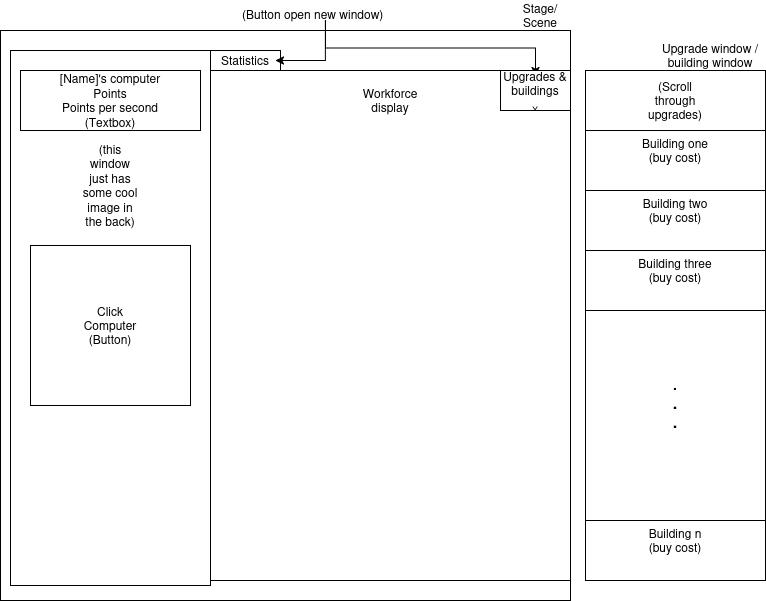 (Button open new window)
Stage/
Scene
Statistics
Upgrade window /
building window
[Name]'s computer
Points
Points per second
(Textbox)
Workforce
display
Upgrades &
buildings
v
(Scroll
through
upgrades)
(this
window
just has
some cool
image in
the back)
Building one
(buy cost)
Building two
(buy cost)
Building three
(buy cost)
Click
Computer
(Button)
.
.
.
Building n
(buy cost)